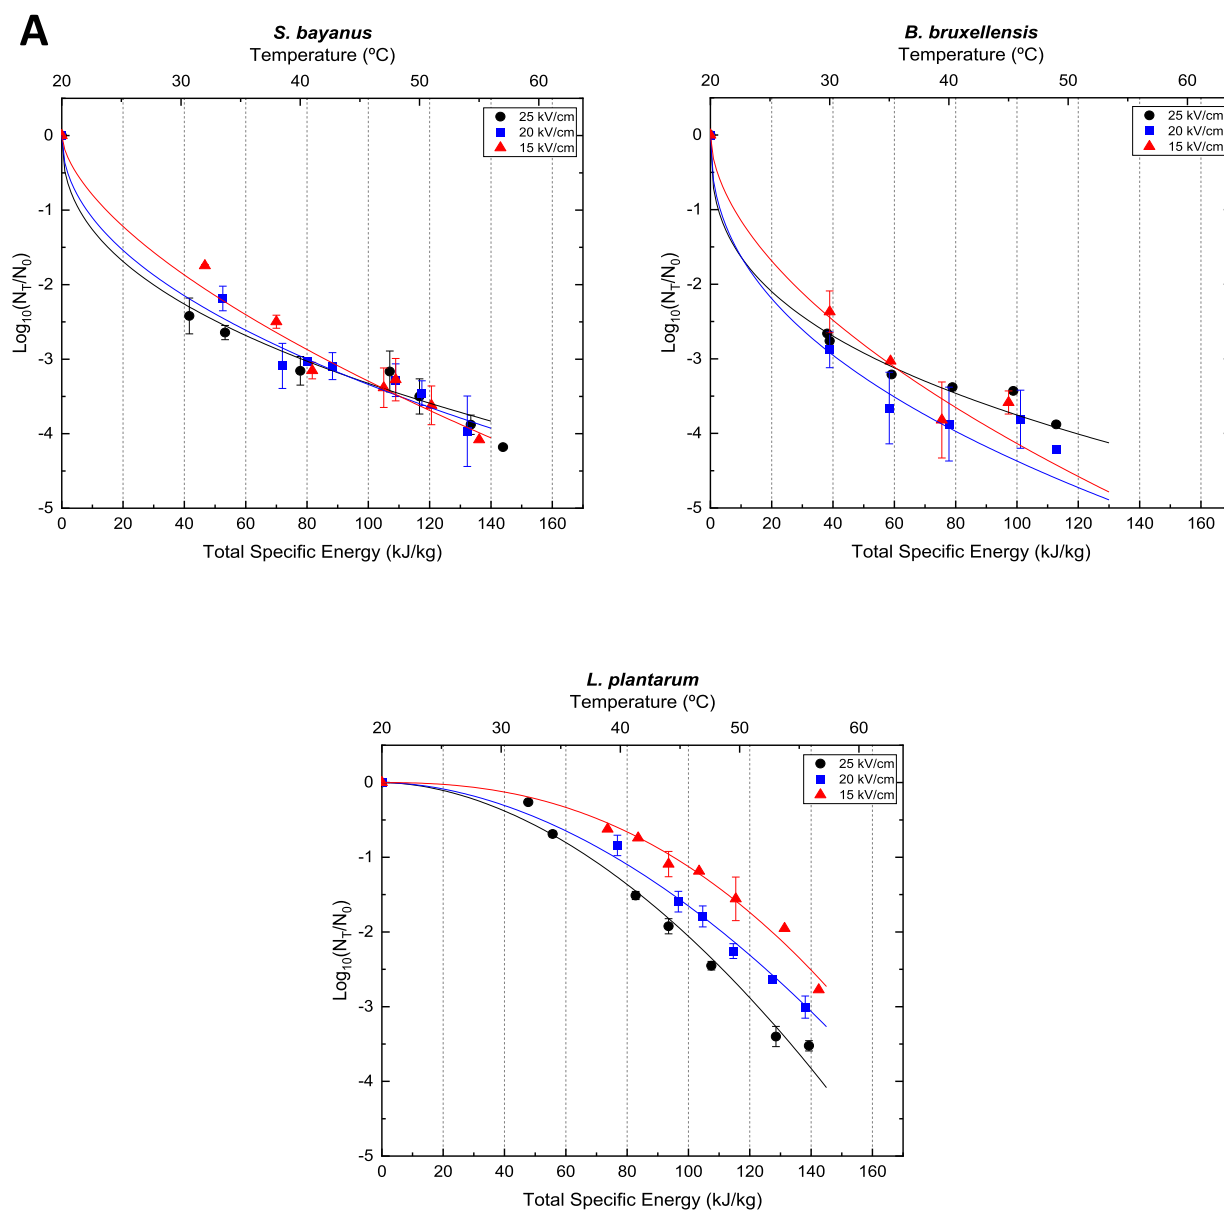 A
S. bayanus
Temperature (ºC)
20 30 40 50 60
25 kV/cm
20 kV/cm
15 kV/cm
0
-1
-2
-3
-4
-5
Log10(NT/N0)
0 20 40 60 80 100 120 140 160
Total Specific Energy (kJ/kg)
B. bruxellensis
Temperature (ºC)
20 30 40 50 60
25 kV/cm
20 kV/cm
15 kV/cm
0
-1
-2
-3
-4
-5
Log10(NT/N0)
0 20 40 60 80 100 120 140 160
Total Specific Energy (kJ/kg)
L. plantarum
Temperature (ºC)
20 30 40 50 60
25 kV/cm
20 kV/cm
15 kV/cm
0
-1
-2
-3
-4
-5
Log10(NT/N0)
0 20 40 60 80 100 120 140 160
Total Specific Energy (kJ/kg)